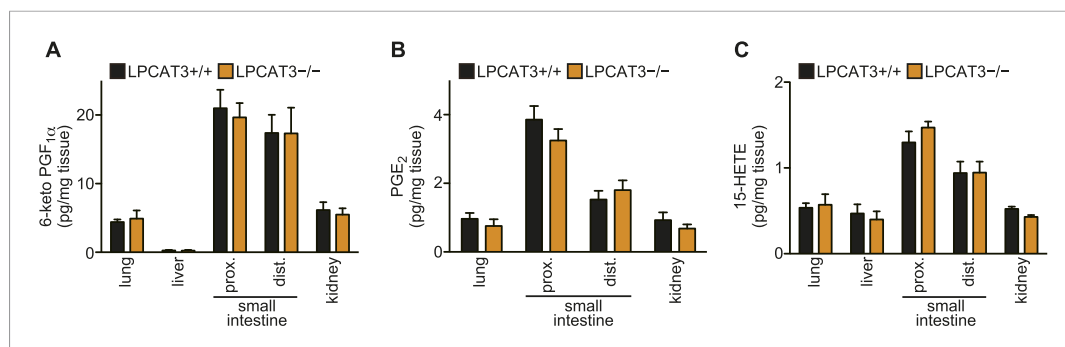 A
LPCAT3+/+ LPCAT3−/−
6-keto PGF1α
(pg/mg tissue)
20
10
0
lung
liver
prox.
dist.
kidney
small
intestine
B
LPCAT3+/+ LPCAT3−/−
PGE2
(pg/mg tissue)
4
2
0
lung
prox.
dist.
kidney
small
intestine
C
LPCAT3+/+ LPCAT3−/−
15-HETE
(pg/mg tissue)
2
1
0
lung
liver
prox.
dist.
kidney
small
intestine